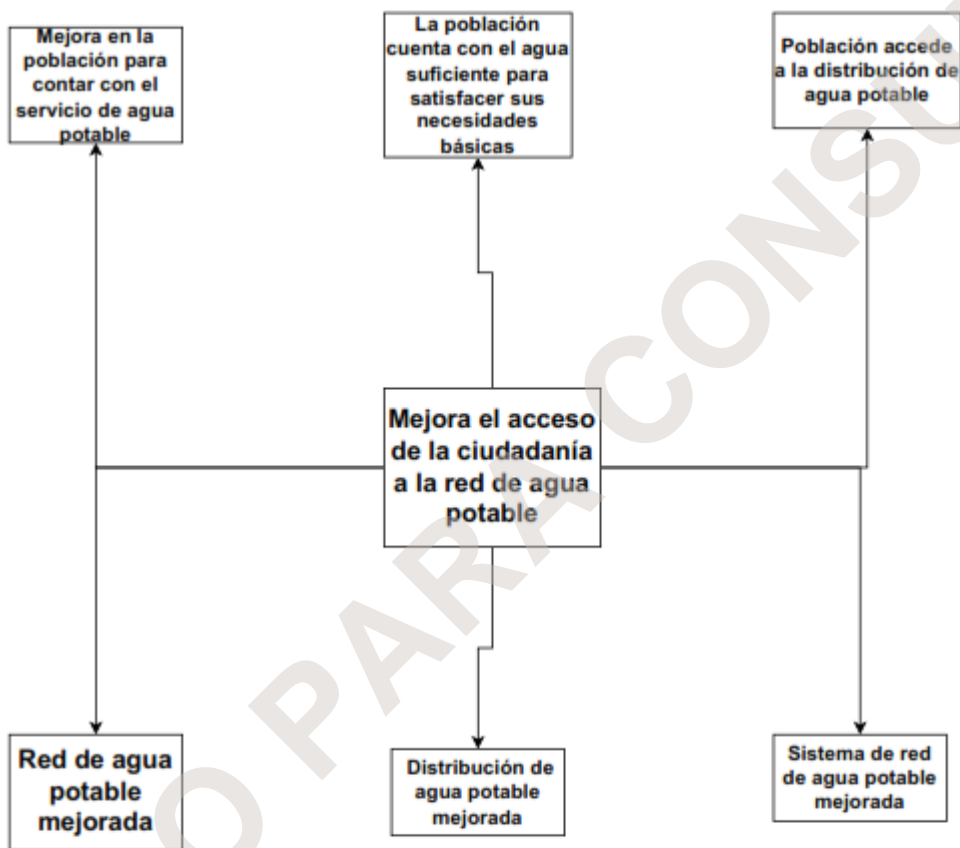 Mejora en la
población para
contar con el
servicio de agua
potable
La población
cuenta con el agua
suficiente para
satisfacer sus
necesidades
básicas
Población accede
a la distribución de
agua potable
Mejora el acceso
de la ciudadanía
a la red de agua
potable
Red de agua
potable
mejorada
Distribución de
agua potable
mejorada
Sistema de red
de agua potable
mejorada
O PARA CONSU